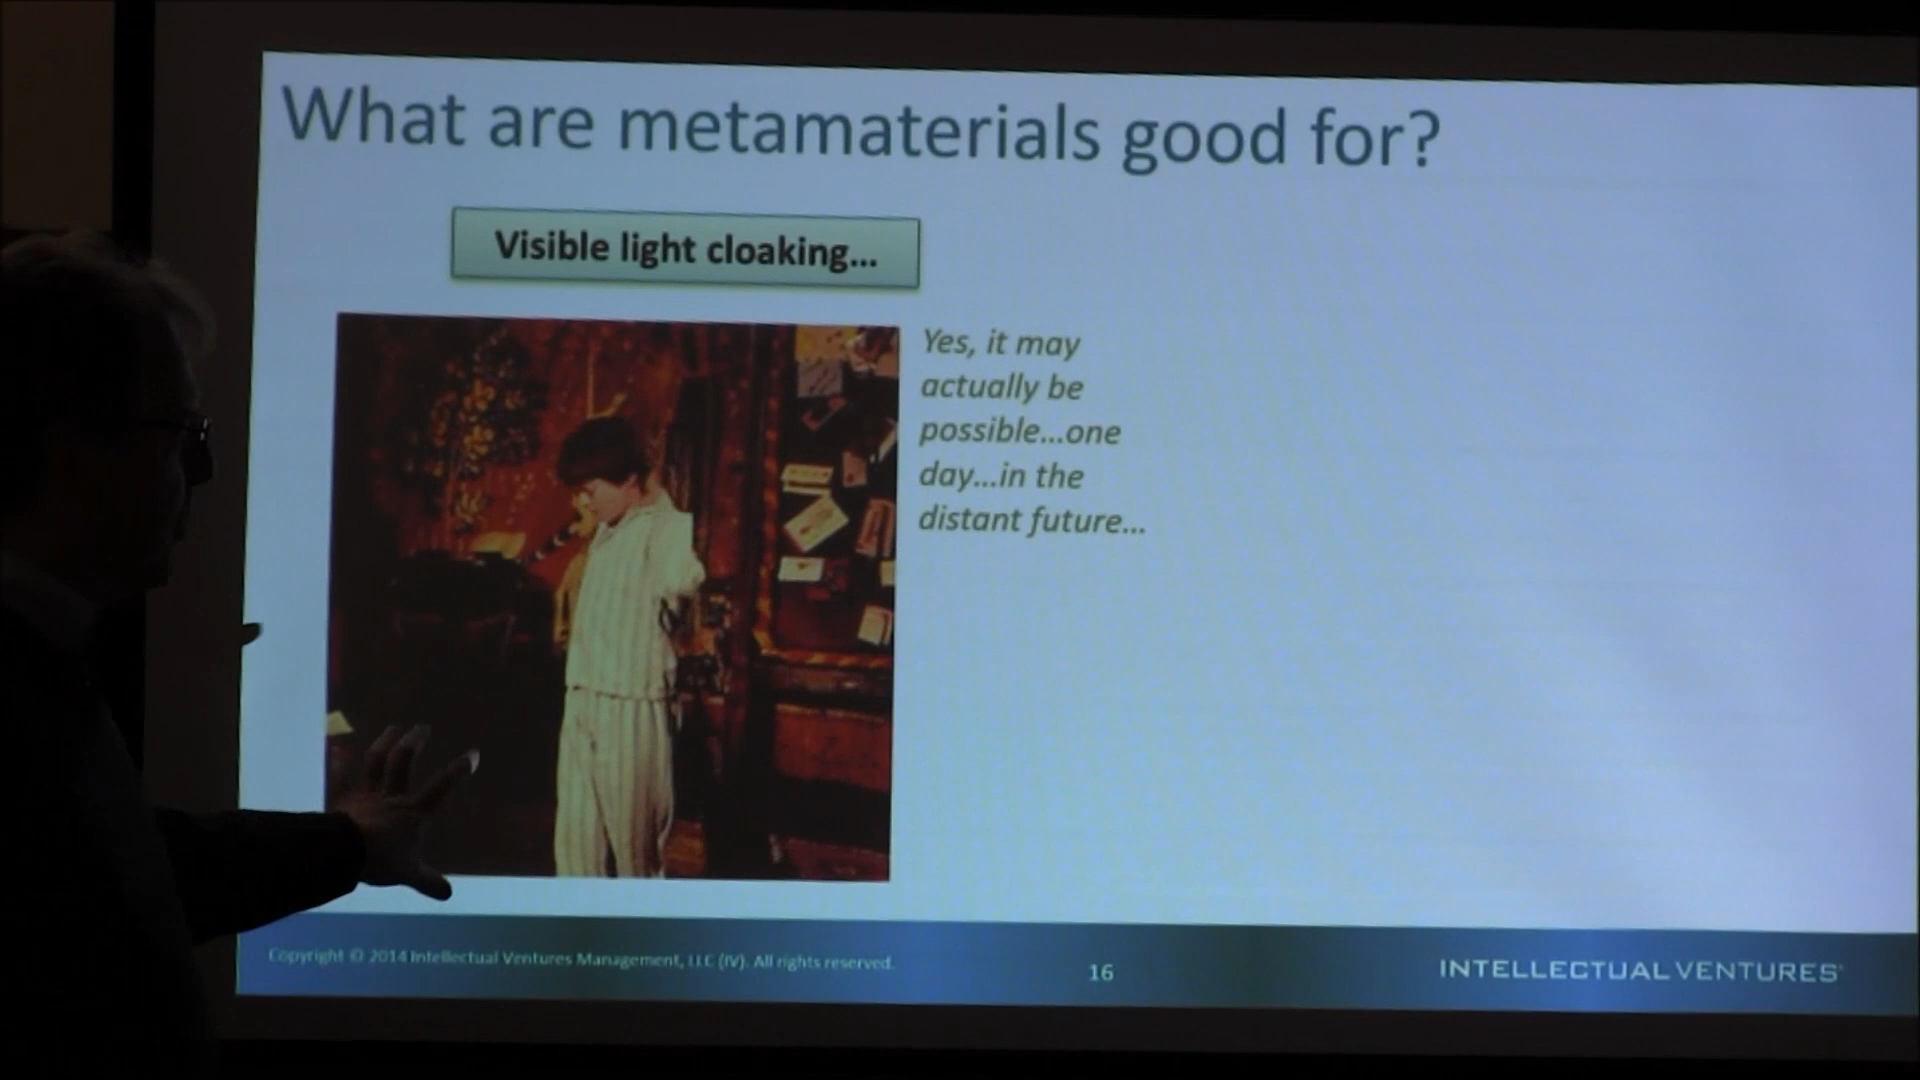 What are metamaterials good for?
Visible light cloaking...
Yes, it may
actually be
possible...one
day...in the
distant future...
Copyright © 2014 Intellectual Ventures Management, LLC (IV). All rights reserved.
16
INTELLECTUAL VENTURES®